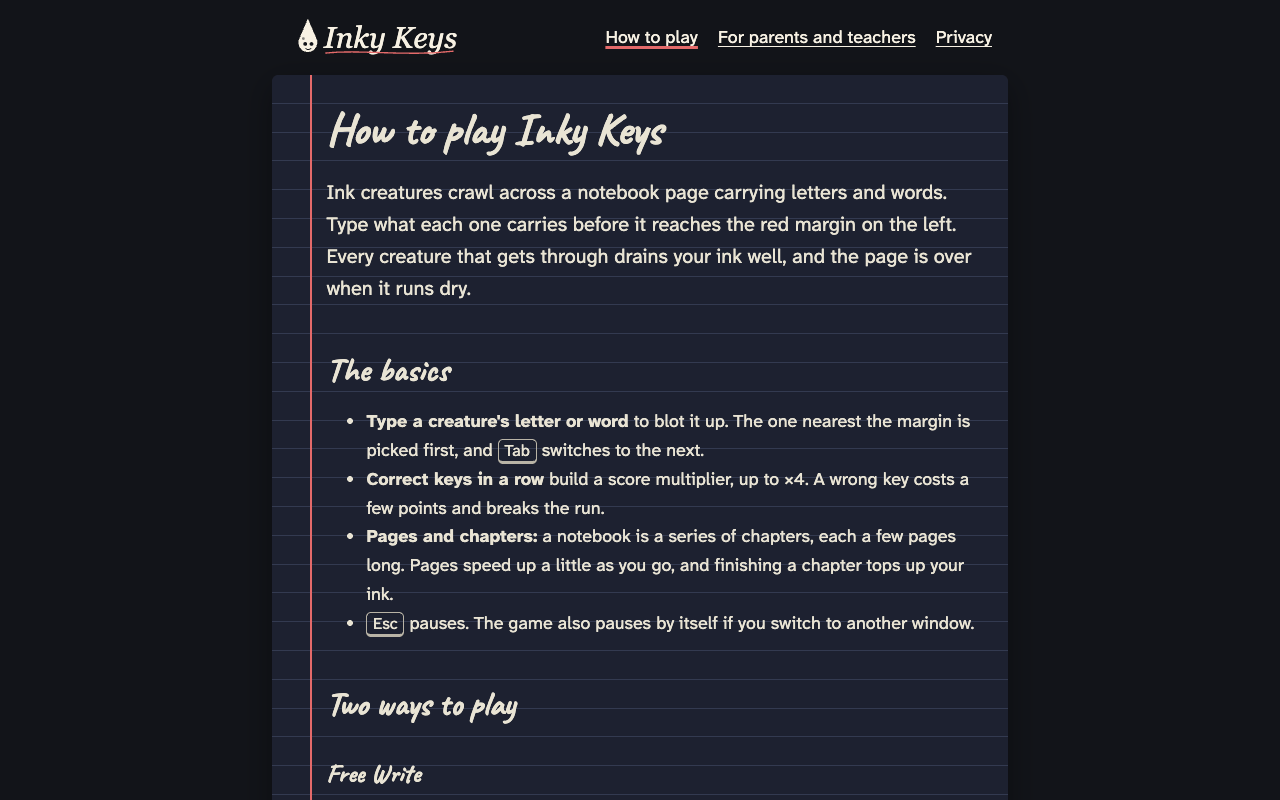 Inky Keys
How to play For parents and teachers Privacy
How to play Inky Keys
Ink creatures crawl across a notebook page carrying letters and words.
Type what each one carries before it reaches the red margin on the left.
Every creature that gets through drains your ink well, and the page is over
when it runs dry.
The basics
• Type a creature's letter or word to blot it up. The one nearest the margin is
picked first, and Tab switches to the next.
• Correct keys in a row build a score multiplier, up to ×4. A wrong key costs a
few points and breaks the run.
• Pages and chapters: a notebook is a series of chapters, each a few pages
long. Pages speed up a little as you go, and finishing a chapter tops up your
ink.
• Esc pauses. The game also pauses by itself if you switch to another window.
Two ways to play
Free Write